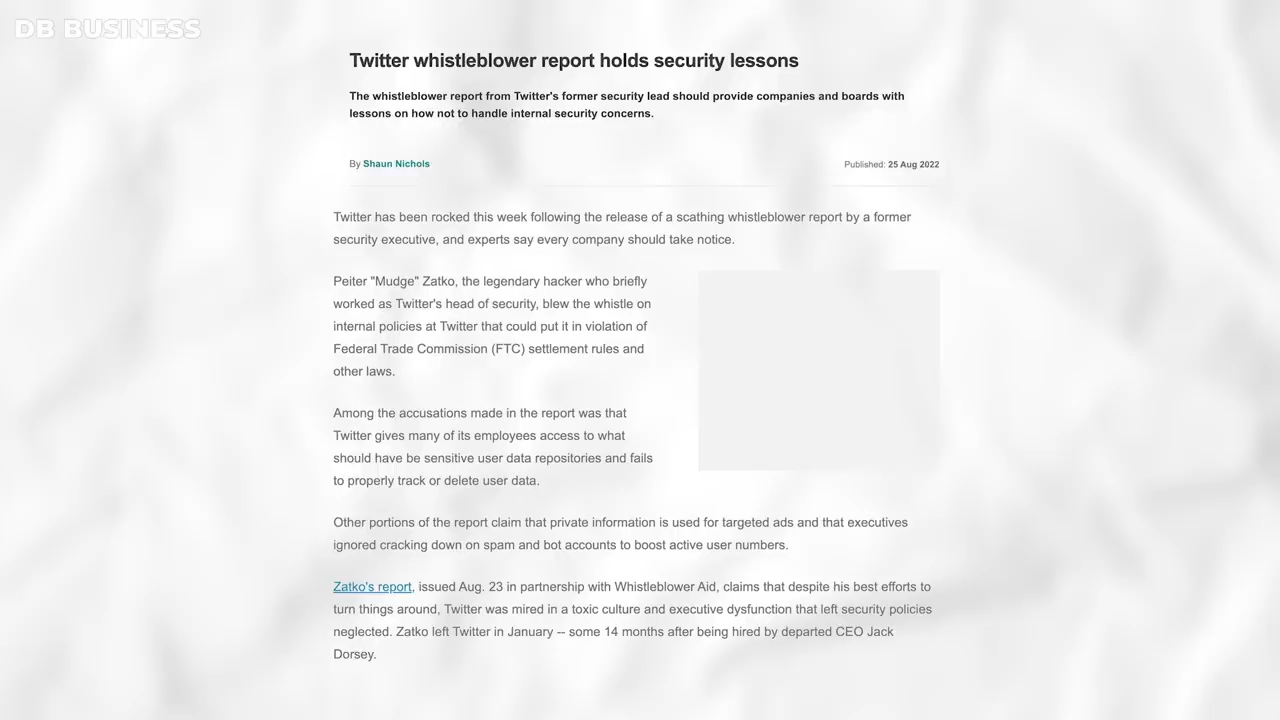 DB BUSINESS
Twitter whistleblower report holds security lessons
The whistleblower report from Twitter's former security lead should provide companies and boards with
lessons on how not to handle internal security concerns.
By Shaun Nichols
Published: 25 Aug 2022
Twitter has been rocked this week following the release of a scathing whistleblower report by a former
security executive, and experts say every company should take notice.
Peiter "Mudge" Zatko, the legendary hacker who briefly
worked as Twitter's head of security, blew the whistle on
internal policies at Twitter that could put it in violation of
Federal Trade Commission (FTC) settlement rules and
other laws.
Among the accusations made in the report was that
Twitter gives many of its employees access to what
should have be sensitive user data repositories and fails
to properly track or delete user data.
Other portions of the report claim that private information is used for targeted ads and that executives
ignored cracking down on spam and bot accounts to boost active user numbers.
Zatko's report, issued Aug. 23 in partnership with Whistleblower Aid, claims that despite his best efforts to
turn things around, Twitter was mired in a toxic culture and executive dysfunction that left security policies
neglected. Zatko left Twitter in January -- some 14 months after being hired by departed CEO Jack
Dorsey.